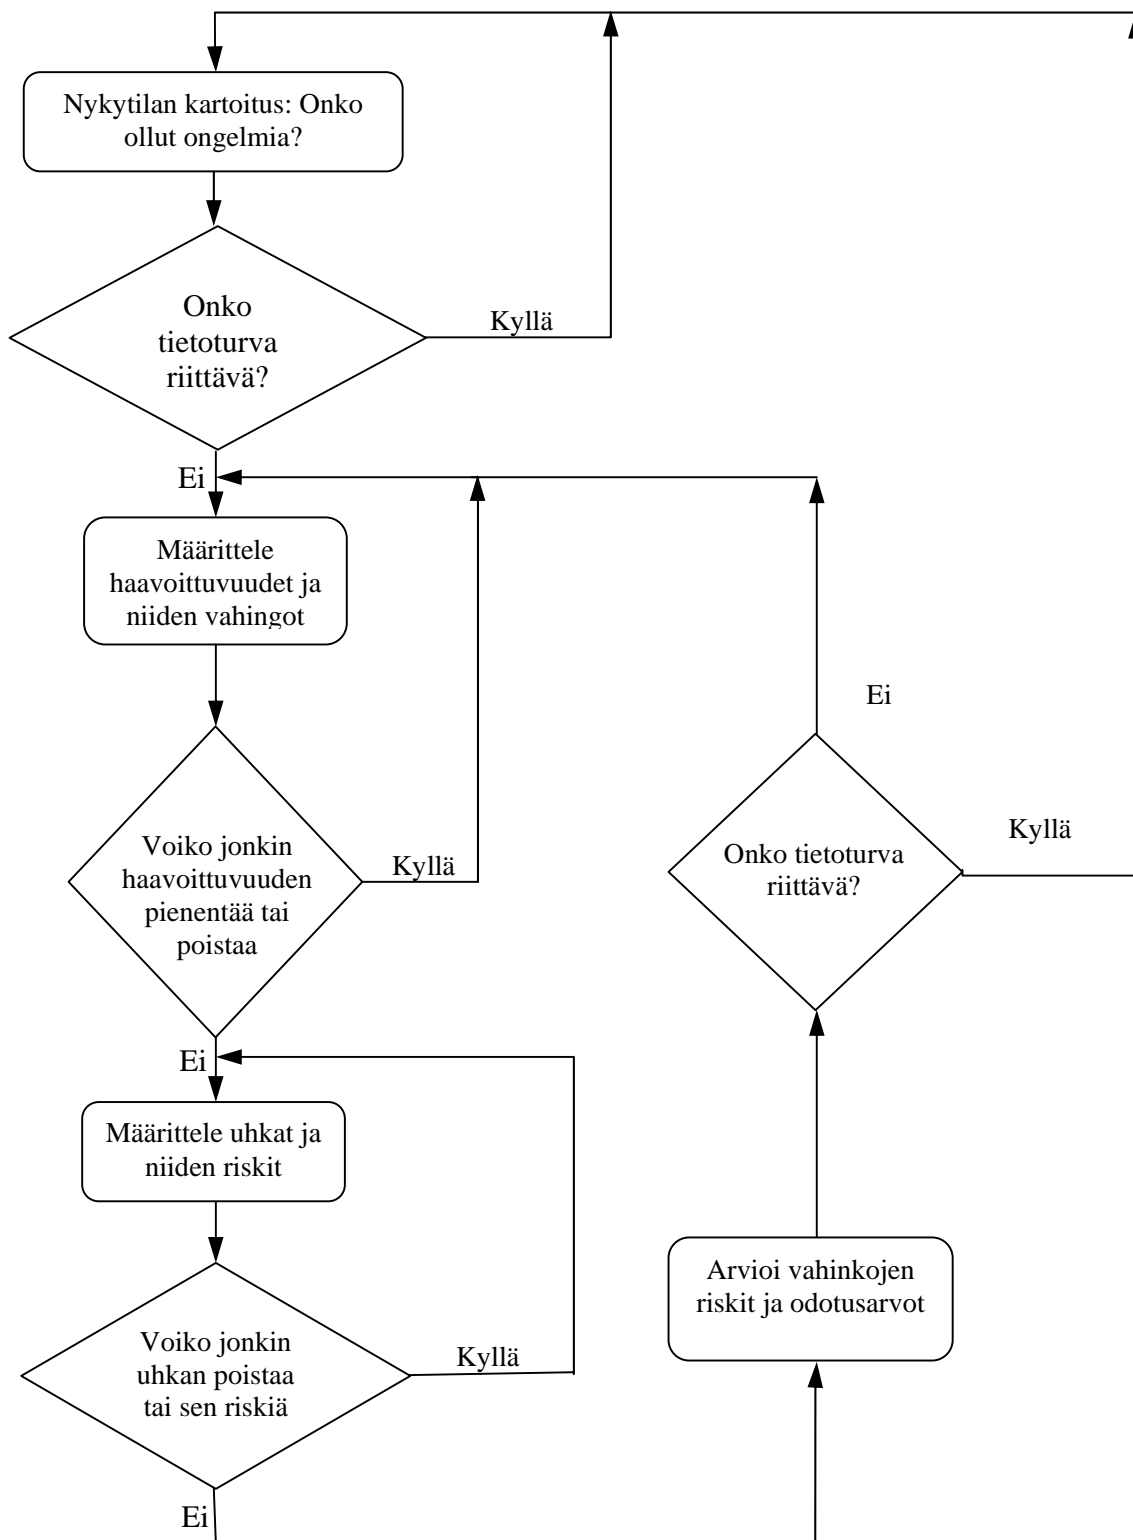 Nykytilan kartoitus: Onko
ollut ongelmia?
Onko
tietoturva
riittävä?
Kyllä
Ei
Määrittele
haavoittuvuudet ja
niiden vahingot
Voiko jonkin
haavoittuvuuden
pienentää tai
poistaa
Kyllä
Ei
Määrittele uhkat ja
niiden riskit
Voiko jonkin
uhkan poistaa
tai sen riskiä
Kyllä
Ei
Arvioi vahinkojen
riskit ja odotusarvot
Onko tietoturva
riittävä?
Ei
Kyllä